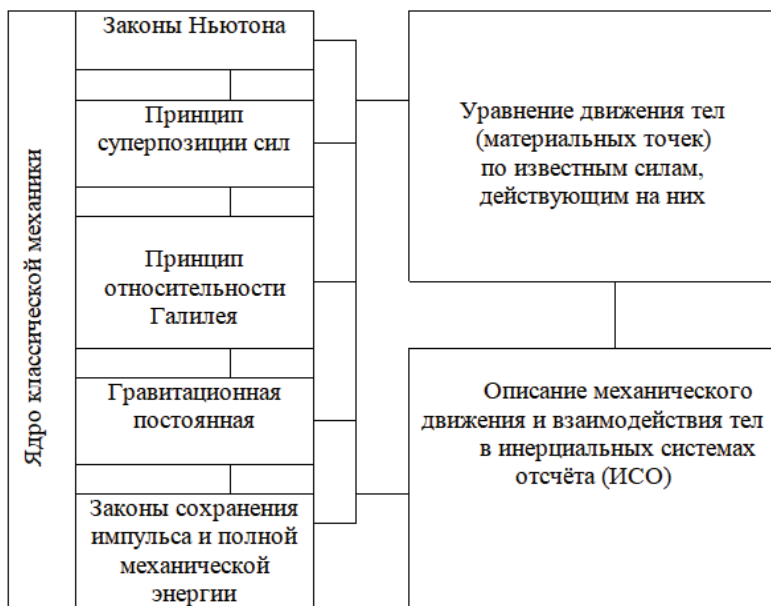 Ядро классической механики
Законы Ньютона
Принцип
суперпозиции сил
Принцип
относительности
Галилея
Гравитационная
постоянная
Законы сохранения
импульса и полной
механической
энергии
Уравнение движения тел
(материальных точек)
по известным силам,
действующим на них
Описание механического
движения и взаимодействия тел
в инерциальных системах
отсчёта (ИСО)